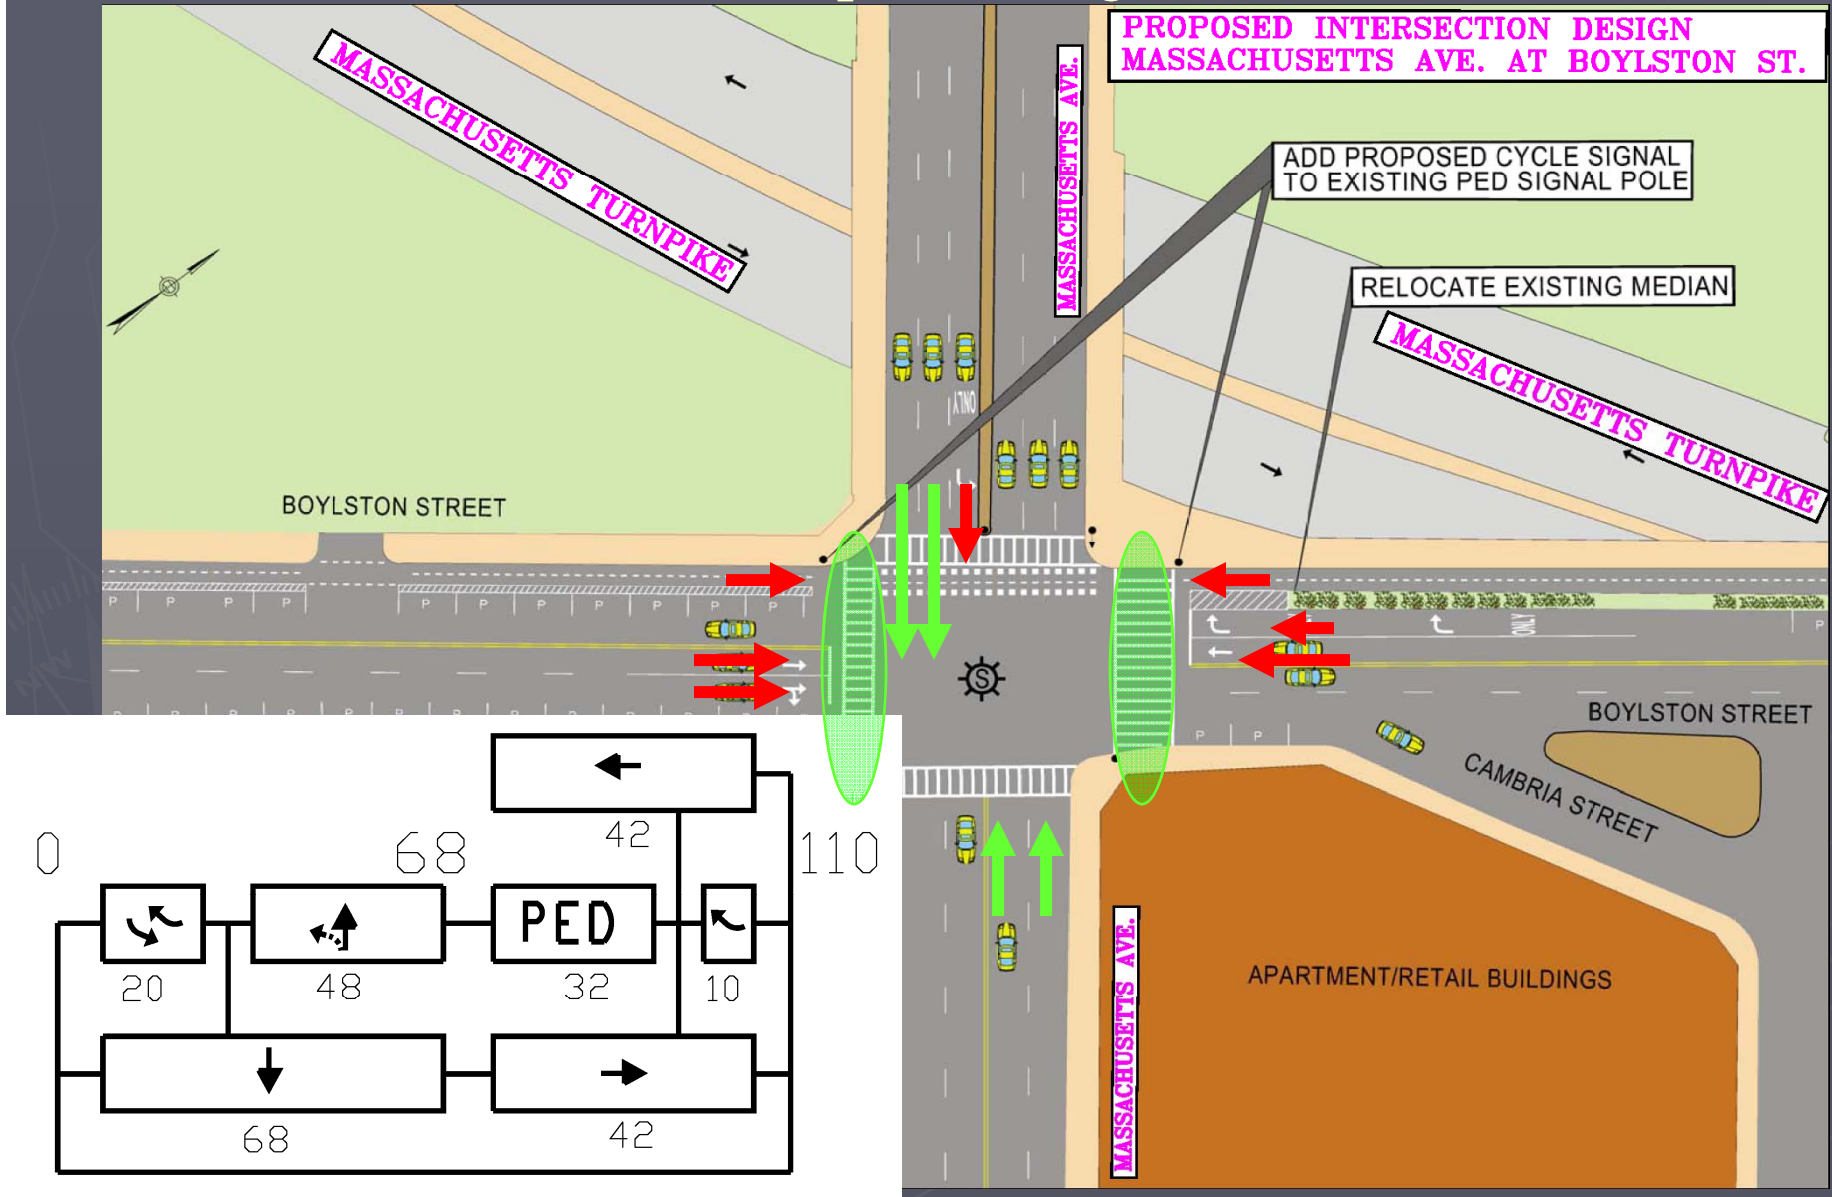 PROPOSED INTERSECTION DESIGN
MASSACHUSETTS AVE. AT BOYLSTON ST.
MASSACHUSETTS TURNPIKE
MASSACHUSETTS AVE.
ADD PROPOSED CYCLE SIGNAL
TO EXISTING PED SIGNAL POLE
RELOCATE EXISTING MEDIAN
MASSACHUSETTS TURNPIKE
ONLY
BOYLSTON STREET
P P P P
P P P P P P P
ONLY
P
S
BOYLSTON STREET
P P
CAMBRIA STREET
APARTMENT/RETAIL BUILDINGS
MASSACHUSETTS AVE.
42
0 68 110
PED
20 48 32 10
68 42